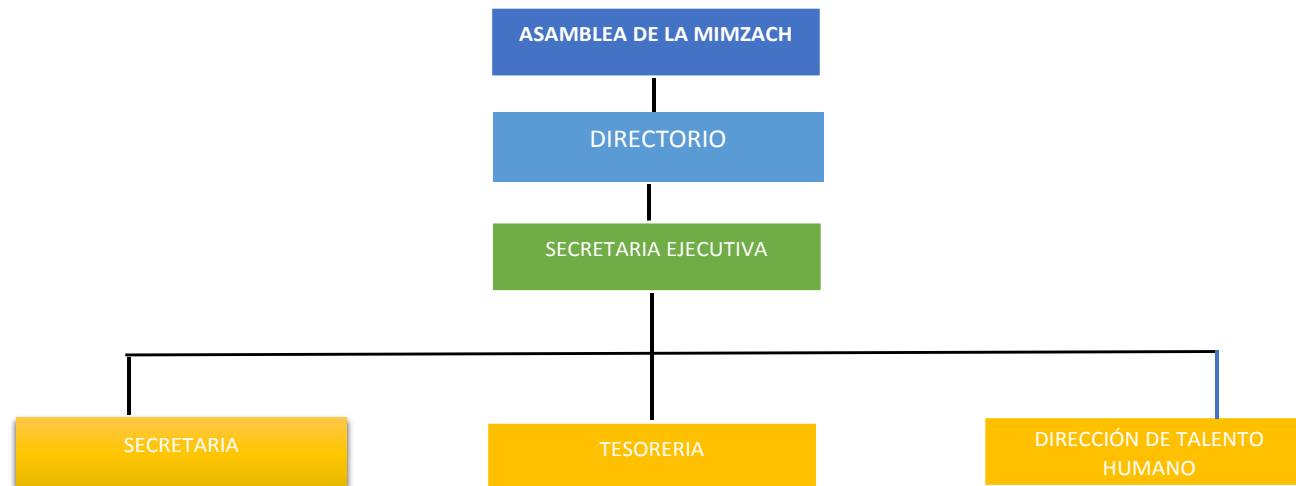 ASAMBLEA DE LA MIMZACH
DIRECTORIO
SECRETARIA EJECUTIVA
SECRETARIA
TESORERIA
DIRECCIÓN DE TALENTO
HUMANO